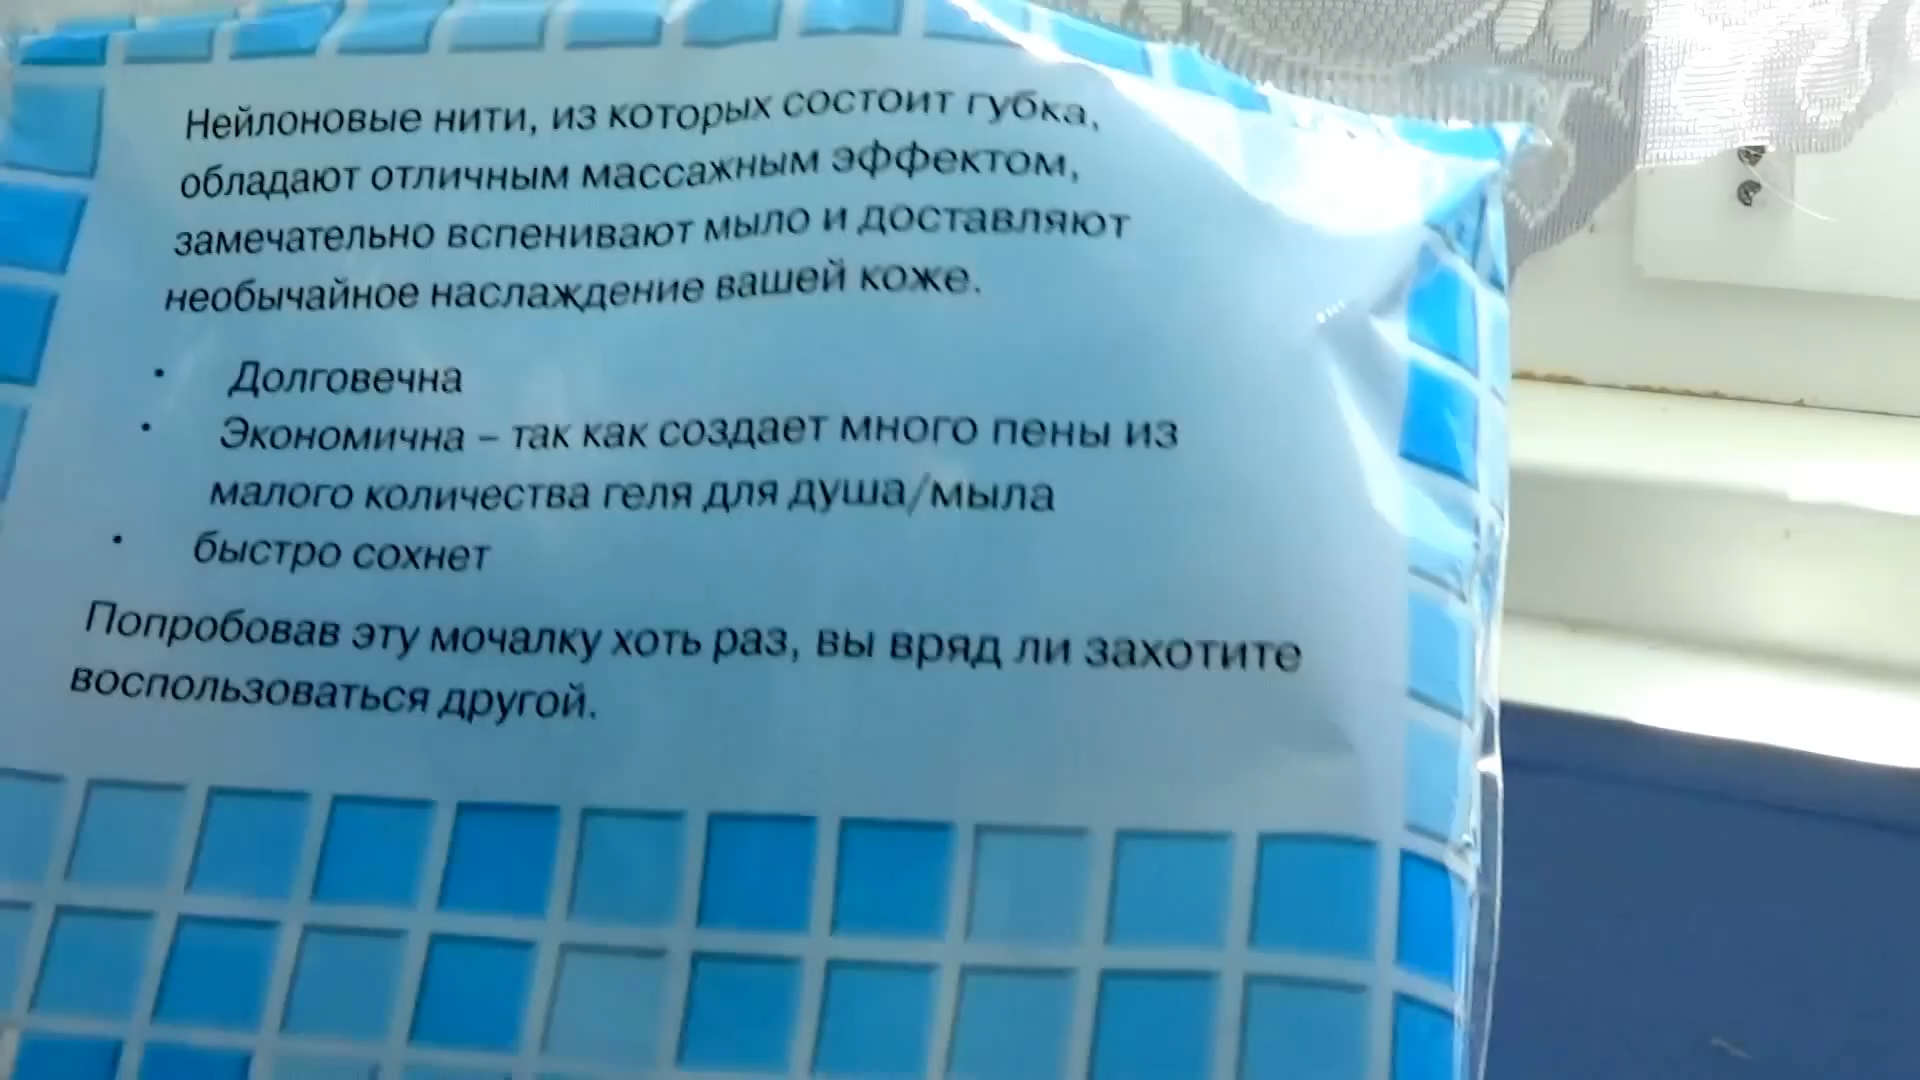 Нейлоновые нити, из которых состоит губка,
обладают отличным массажным эффектом,
замечательно вспенивают мыло и доставляют
необычайное наслаждение вашей коже.
· Долговечна
· Экономична – так как создает много пены из
малого количества геля для душа/мыла
· быстро сохнет
Попробовав эту мочалку хоть раз, вы вряд ли захотите
воспользоваться другой.